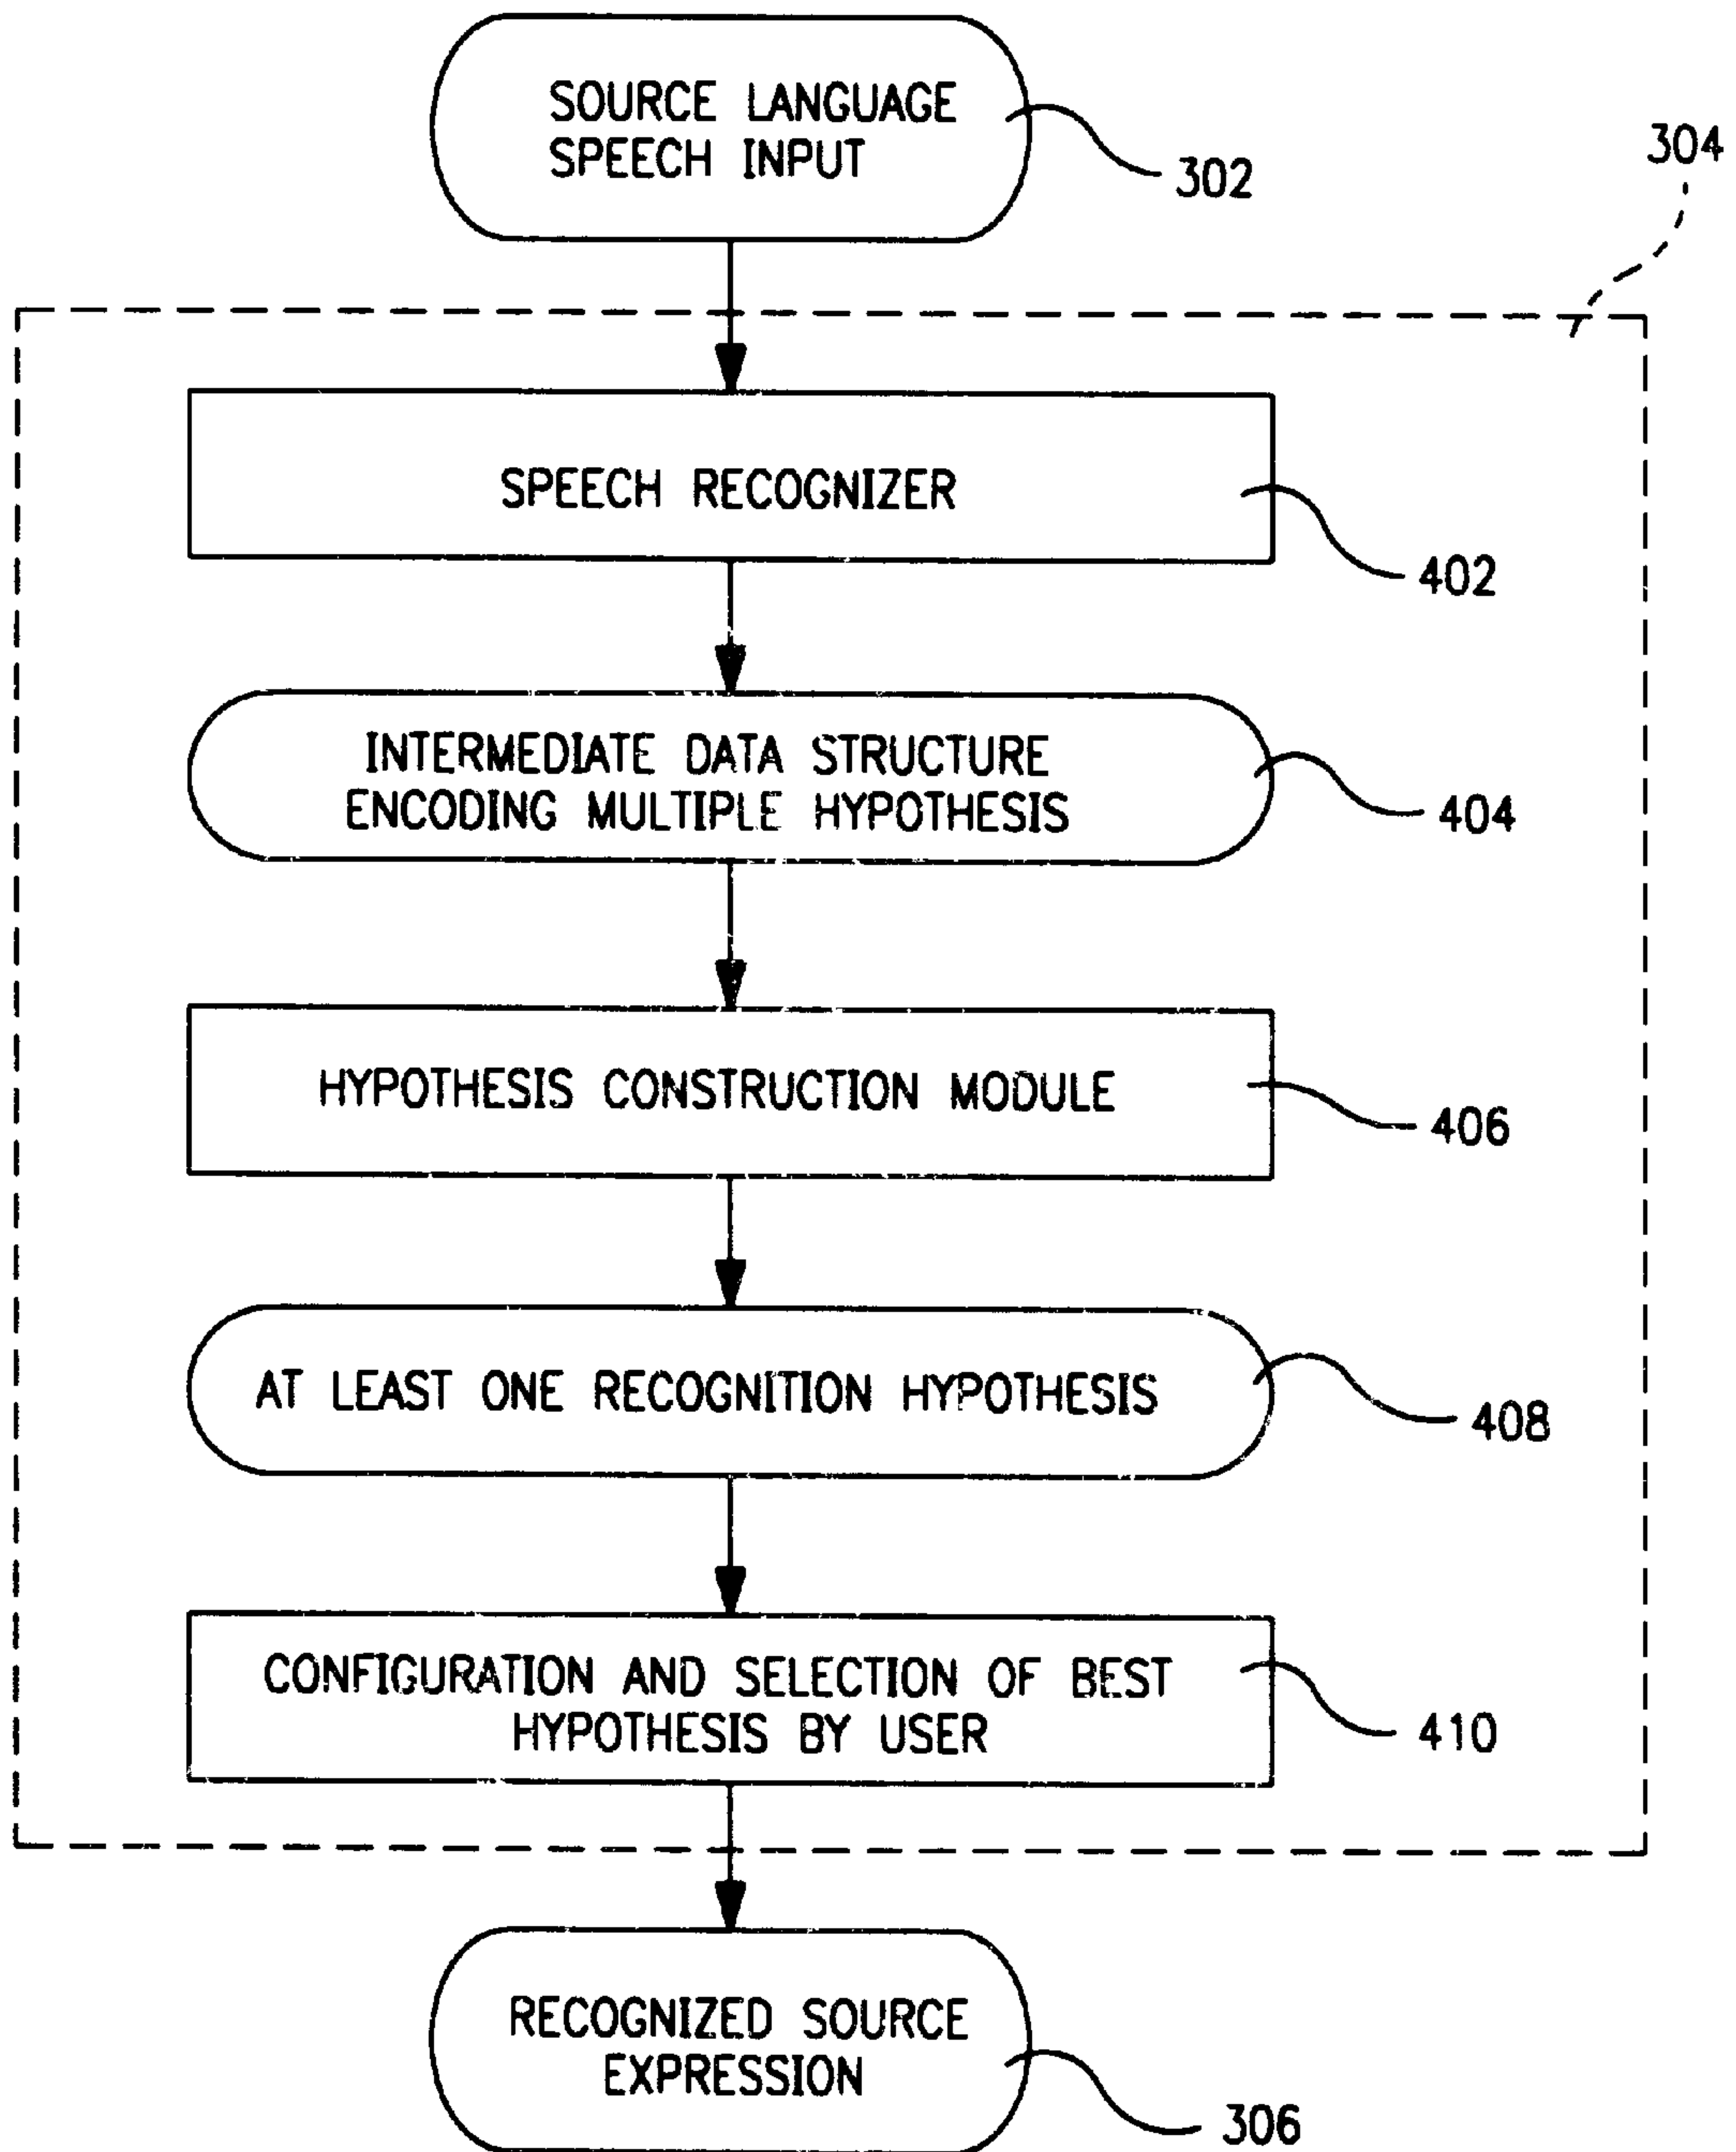 SOURCE LANGUAGE
SPEECH INPUT
302
304
SPEECH RECOGNIZER
402
INTERMEDIATE DATA STRUCTURE
ENCODING MULTIPLE HYPOTHESIS
404
HYPOTHESIS CONSTRUCTION MODULE
406
AT LEAST ONE RECOGNITION HYPOTHESIS
408
CONFIGURATION AND SELECTION OF BEST
HYPOTHESIS BY USER
410
RECOGNIZED SOURCE
EXPRESSION
306